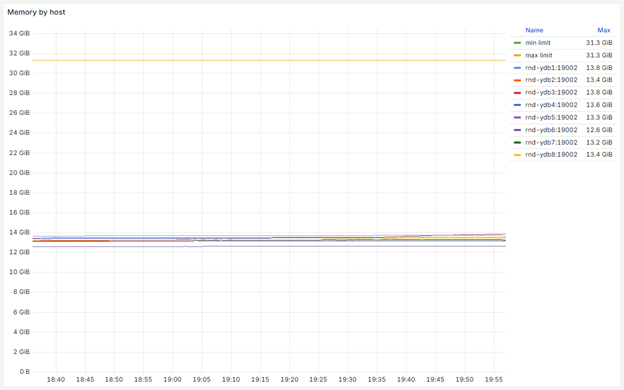 Memory by host
34 GiB
32 GiB
30 GiB
28 GiB
26 GiB
24 GiB
22 GiB
20 GiB
18 GiB
16 GiB
14 GiB
12 GiB
10 GiB
8 GiB
6 GiB
4 GiB
2 GiB
0 B
18:40 18:45 18:50 18:55 19:00 19:05 19:10 19:15 19:20 19:25 19:30 19:35 19:40 19:45 19:50 19:55
Name Max
min limit 31.3 GiB
max limit 31.3 GiB
rnd-ydb1:19002 13.8 GiB
rnd-ydb2:19002 13.4 GiB
rnd-ydb3:19002 13.8 GiB
rnd-ydb4:19002 13.6 GiB
rnd-ydb5:19002 13.3 GiB
rnd-ydb6:19002 12.6 GiB
rnd-ydb7:19002 13.2 GiB
rnd-ydb8:19002 13.4 GiB